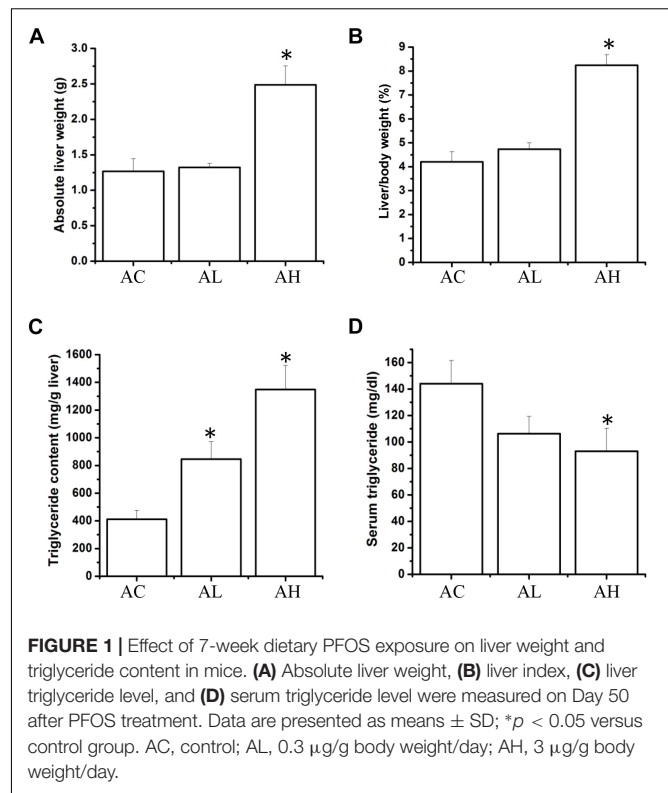 A
Absolute liver weight (g)
3.0
2.5
2.0
1.5
1.0
0.5
0.0
*
AC AL AH
B
Liver/body weight (%)
9
8
7
6
5
4
3
2
1
0
*
AC AL AH
C
Triglyceride content (mg/g liver)
1600
1400
1200
1000
800
600
400
200
0
*
*
AC AL AH
D
Serum triglyceride (mg/dl)
160
140
120
100
80
60
40
20
0
*
AC AL AH
FIGURE 1 | Effect of 7-week dietary PFOS exposure on liver weight and
triglyceride content in mice. (A) Absolute liver weight, (B) liver index, (C) liver
triglyceride level, and (D) serum triglyceride level were measured on Day 50
after PFOS treatment. Data are presented as means ± SD; *p < 0.05 versus
control group. AC, control; AL, 0.3 μg/g body weight/day; AH, 3 μg/g body
weight/day.